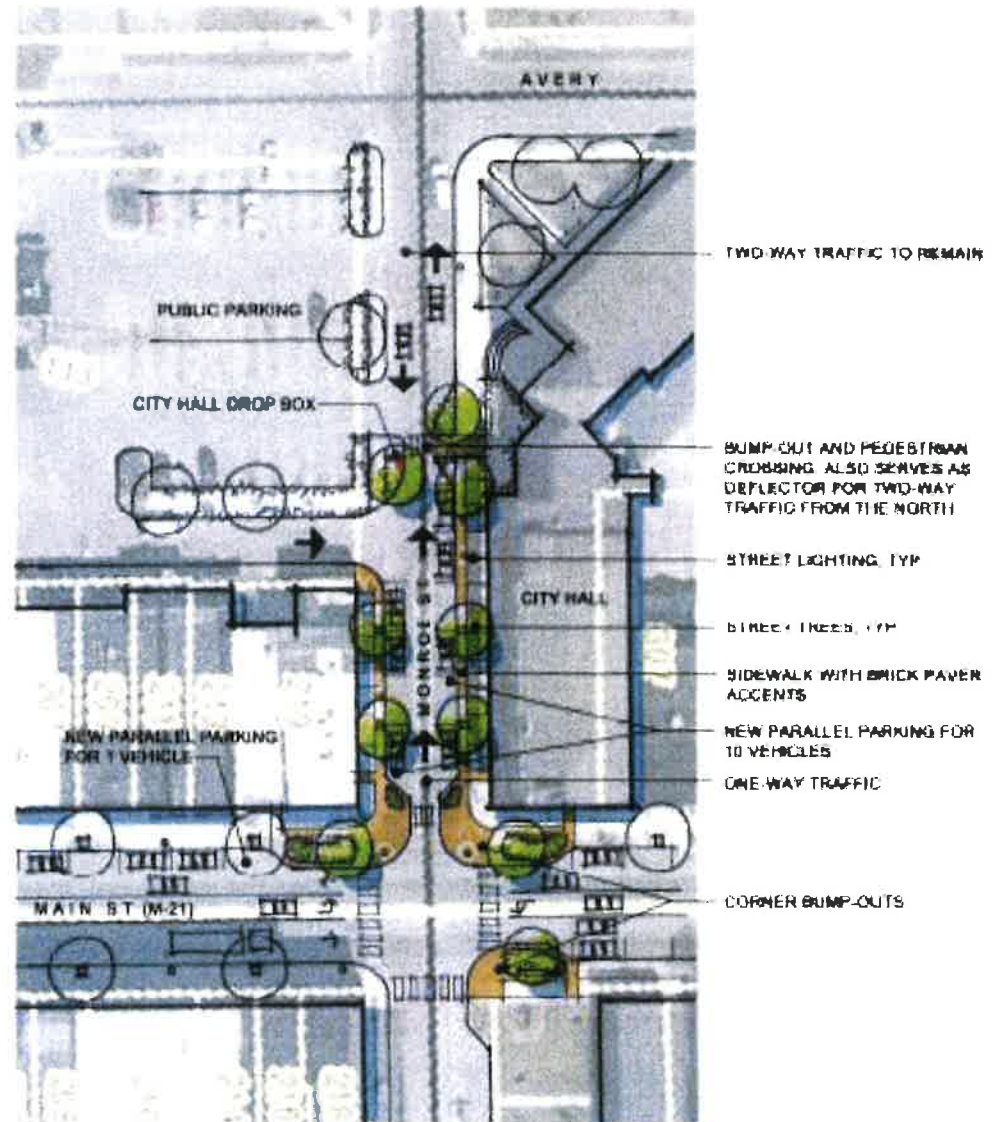 AVERY
TWO-WAY TRAFFIC TO REMAIN
PUBLIC PARKING
CITY HALL DROP BOX
BUMP-OUT AND PEDESTRIAN
CROSSING. ALSO SERVES AS
DEFLECTOR FOR TWO-WAY
TRAFFIC FROM THE NORTH
STREET LIGHTING, TYP
CITY HALL
STREET TREES, TYP
MONROE ST
SIDEWALK WITH BRICK PAVER
ACCENTS
NEW PARALLEL PARKING
FOR 1 VEHICLE
NEW PARALLEL PARKING FOR
10 VEHICLES
ONE-WAY TRAFFIC
MAIN ST (M-21)
CORNER BUMP-OUTS